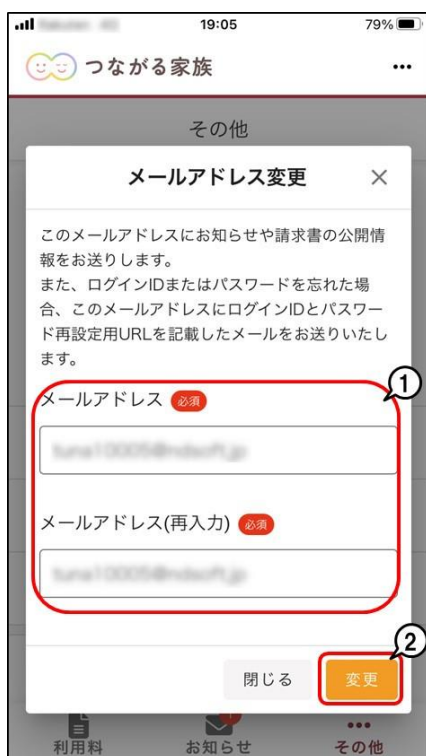 19:05 79%
つながる家族
その他
メールアドレス変更
このメールアドレスにお知らせや請求書の公開情
報をお送りします。
また、ログインIDまたはパスワードを忘れた場
合、このメールアドレスにログインIDとパスワー
ド再設定用URLを記載したメールをお送りいたし
ます。
①
メールアドレス 必須
メールアドレス(再入力) 必須
②
閉じる 変更
利用料 お知らせ その他